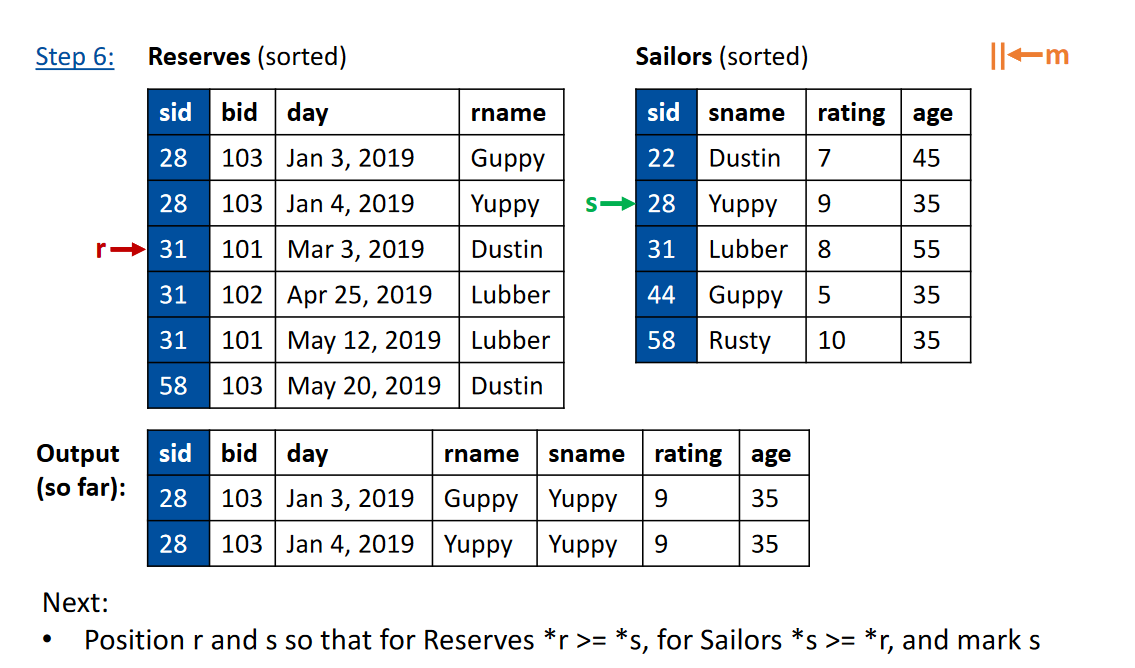 Step 6: Reserves (sorted) Sailors (sorted) m
sid bid day rname
28 103 Jan 3, 2019 Guppy
28 103 Jan 4, 2019 Yuppy
r 31 101 Mar 3, 2019 Dustin
31 102 Apr 25, 2019 Lubber
31 101 May 12, 2019 Lubber
58 103 May 20, 2019 Dustin
sid sname rating age
22 Dustin 7 45
s 28 Yuppy 9 35
31 Lubber 8 55
44 Guppy 5 35
58 Rusty 10 35
Output
(so far):
sid bid day rname sname rating age
28 103 Jan 3, 2019 Guppy Yuppy 9 35
28 103 Jan 4, 2019 Yuppy Yuppy 9 35
Next:
• Position r and s so that for Reserves *r >= *s, for Sailors *s >= *r, and mark s